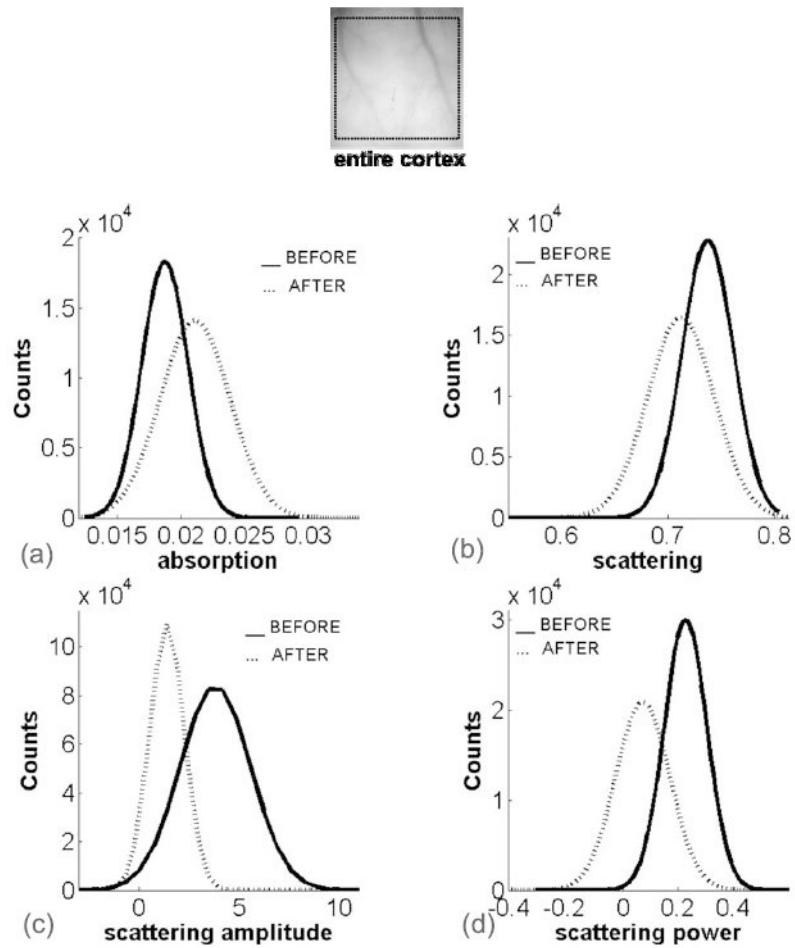 entire cortex
x 10^4
2
1.5
1
0.5
0
Counts
BEFORE
AFTER
0.015 0.02 0.025 0.03
(a) absorption
x 10^4
2.5
2
1.5
1
0.5
0
Counts
BEFORE
AFTER
0.6 0.7 0.8
(b) scattering
x 10^4
10
8
6
4
2
0
Counts
BEFORE
AFTER
0 5 10
(c) scattering amplitude
x 10^4
3
2
1
0
Counts
BEFORE
AFTER
-0.4 -0.2 0 0.2 0.4
(d) scattering power